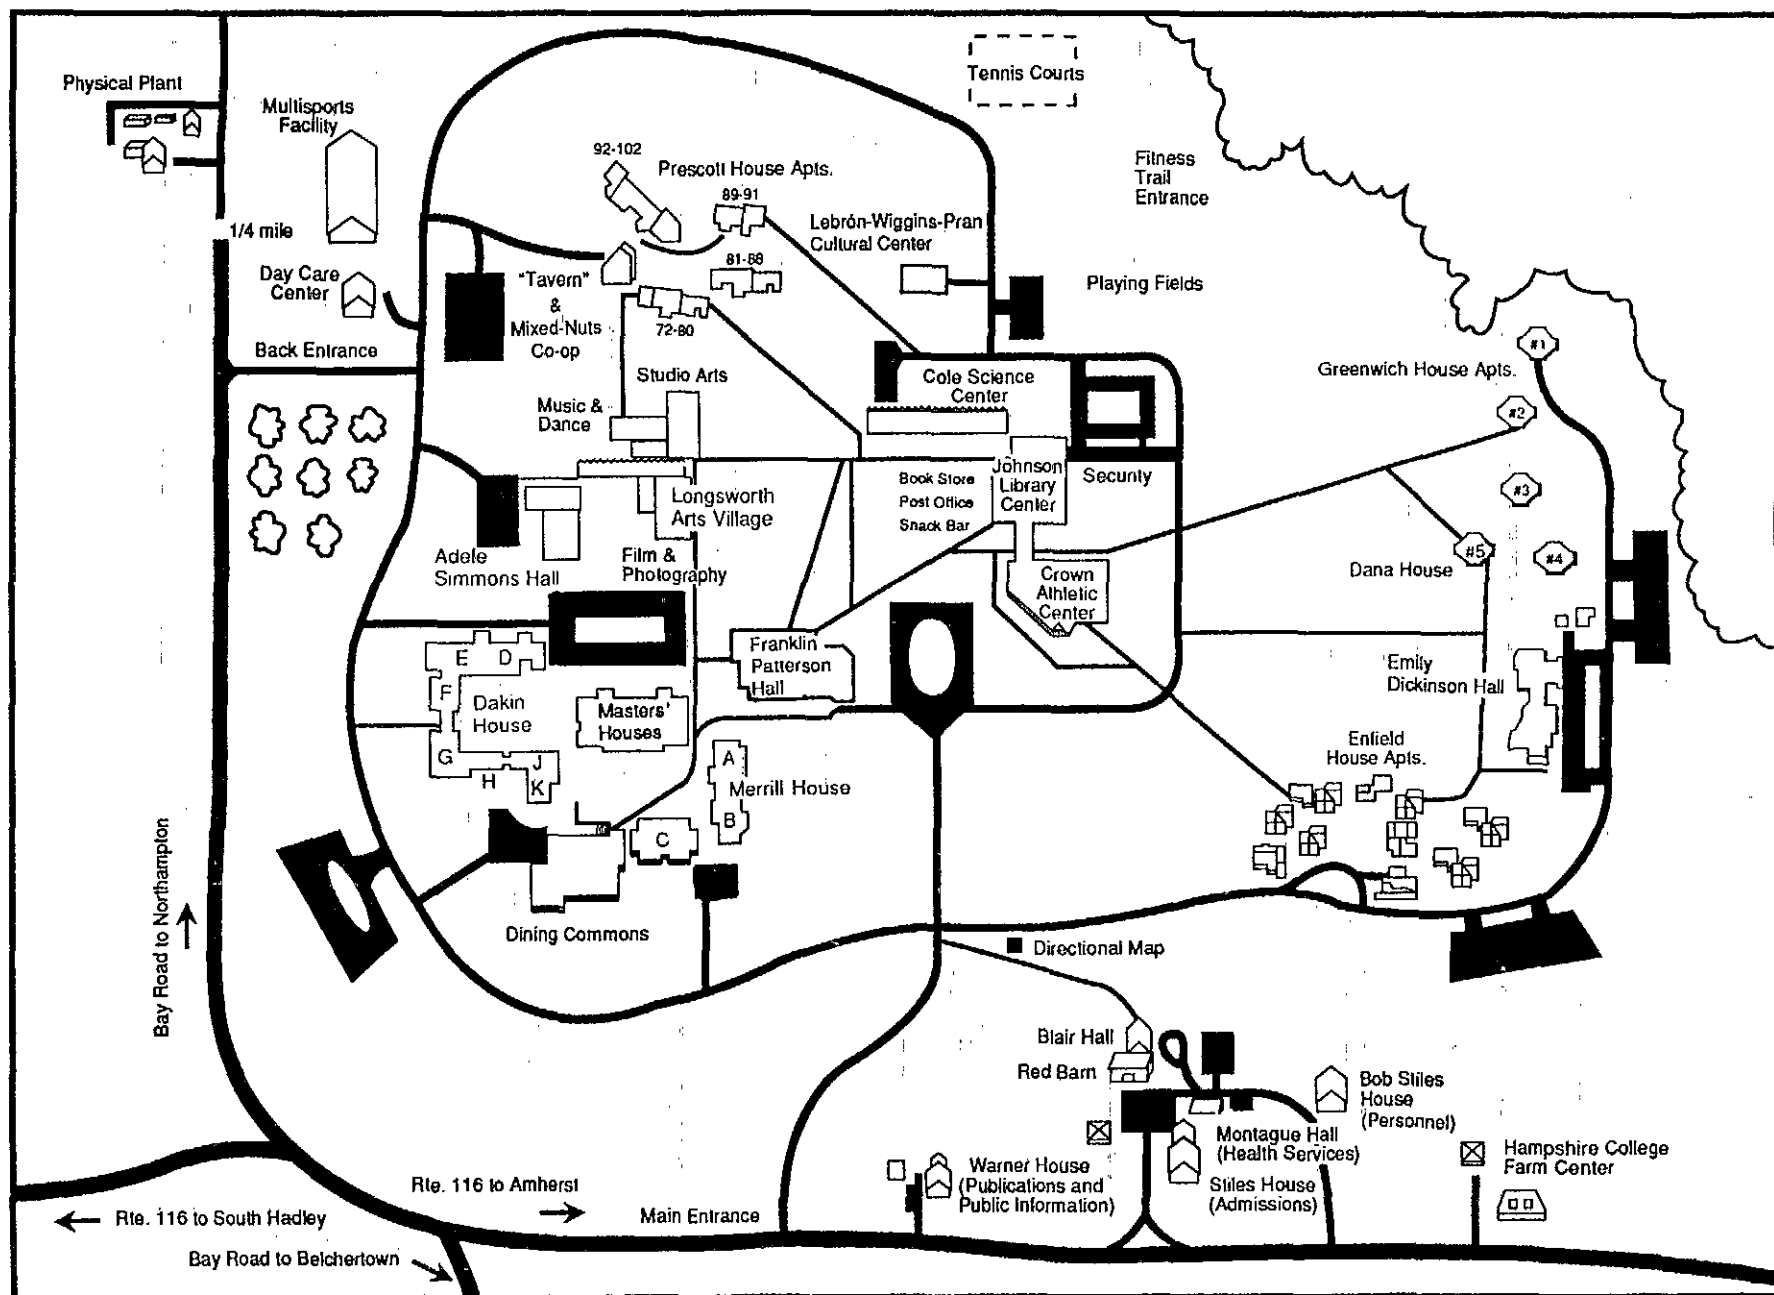 Physical Plant
Multisports
Facility
1/4 mile
Day Care
Center
Back Entrance
92-102
Prescott House Apts.
89-91
81-88
72-80
"Tavern"
&
Mixed-Nuts
Co-op
Lebrón-Wiggins-Pran
Cultural Center
Tennis Courts
Fitness
Trail
Entrance
Playing Fields
Studio Arts
Music &
Dance
Cole Science
Center
Greenwich House Apts.
#1
#2
#3
#4
#5
Dana House
Book Store
Post Office
Snack Bar
Johnson
Library
Center
Security
Longsworth
Arts Village
Adele
Simmons Hall
Film &
Photography
Crown
Athletic
Center
Franklin
Patterson
Hall
Emily
Dickinson Hall
E
D
F
Dakin
House
G
H
J
K
Masters'
Houses
A
Merrill House
B
C
Enfield
House Apts.
Dining Commons
Directional Map
Bay Road to Northampton
Blair Hall
Red Barn
Bob Stiles
House
(Personnel)
Montague Hall
(Health Services)
Stiles House
(Admissions)
Warner House
(Publications and
Public Information)
Hampshire College
Farm Center
Rte. 116 to Amherst
Main Entrance
Rte. 116 to South Hadley
Bay Road to Belchertown